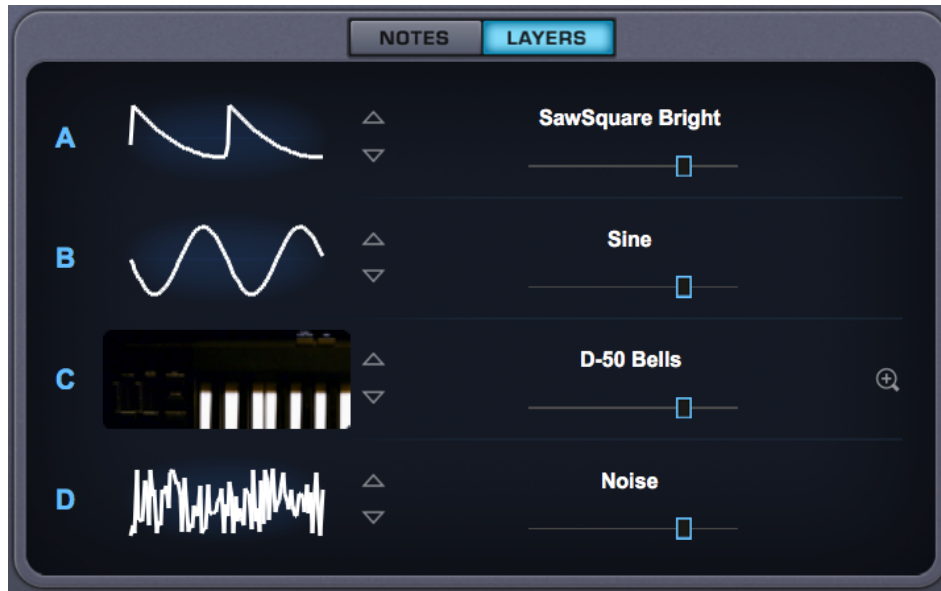 NOTES LAYERS
A SawSquare Bright
B Sine
C D-50 Bells
D Noise